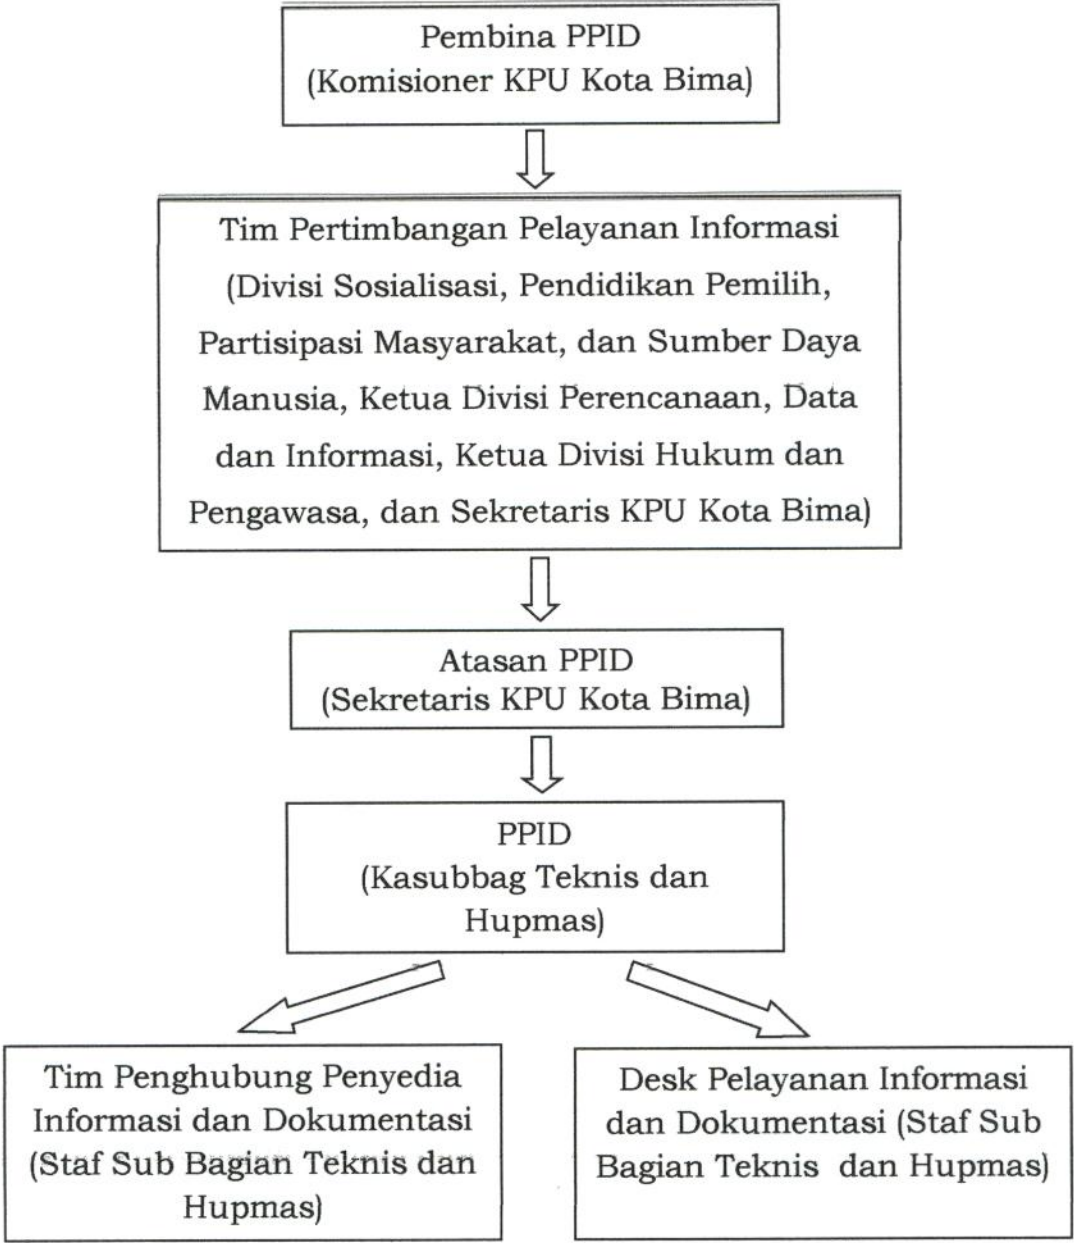 Pembina PPID
(Komisioner KPU Kota Bima)
Tim Pertimbangan Pelayanan Informasi
(Divisi Sosialisasi, Pendidikan Pemilih,
Partisipasi Masyarakat, dan Sumber Daya
Manusia, Ketua Divisi Perencanaan, Data
dan Informasi, Ketua Divisi Hukum dan
Pengawasa, dan Sekretaris KPU Kota Bima)
Atasan PPID
(Sekretaris KPU Kota Bima)
PPID
(Kasubbag Teknis dan
Hupmas)
Tim Penghubung Penyedia
Informasi dan Dokumentasi
(Staf Sub Bagian Teknis dan
Hupmas)
Desk Pelayanan Informasi
dan Dokumentasi (Staf Sub
Bagian Teknis dan Hupmas)